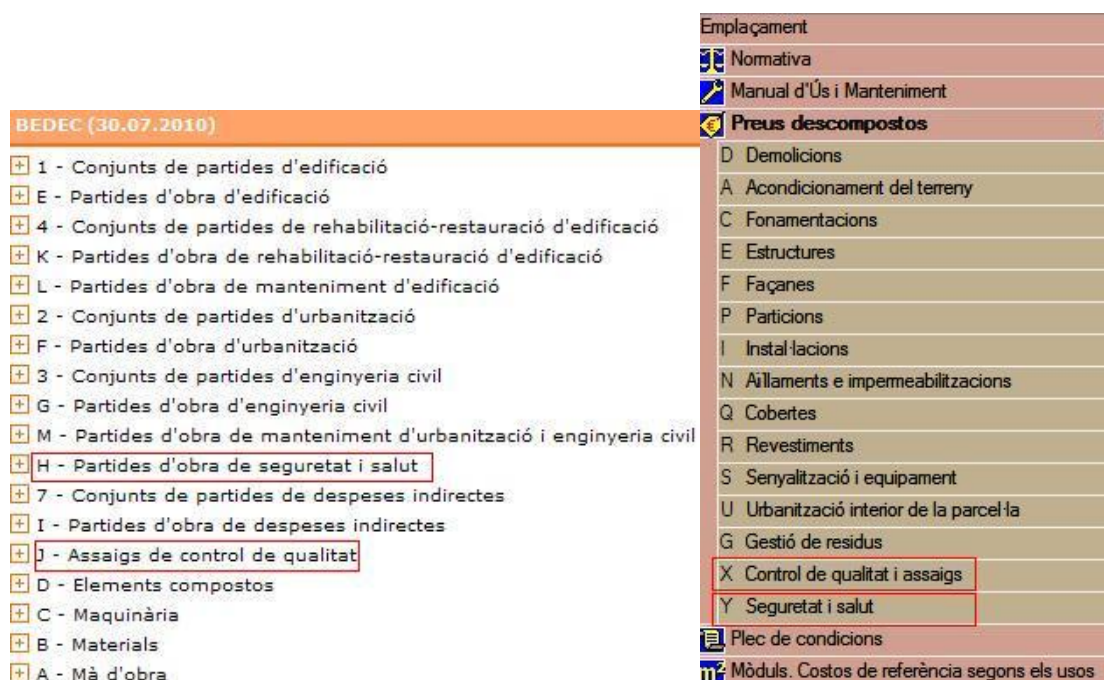 BEDEC (30.07.2010)
1 - Conjunts de partides d'edificació
E - Partides d'obra d'edificació
4 - Conjunts de partides de rehabilitació-restauració d'edificació
K - Partides d'obra de rehabilitació-restauració d'edificació
L - Partides d'obra de manteniment d'edificació
2 - Conjunts de partides d'urbanització
F - Partides d'obra d'urbanització
3 - Conjunts de partides d'enginyeria civil
G - Partides d'obra d'enginyeria civil
M - Partides d'obra de manteniment d'urbanització i enginyeria civil
H - Partides d'obra de seguretat i salut
7 - Conjunts de partides de despeses indirectes
I - Partides d'obra de despeses indirectes
J - Assaigs de control de qualitat
D - Elements compostos
C - Maquinària
B - Materials
A - Mà d'obra
Emplaçament
Normativa
Manual d'Ús i Manteniment
Preus descompostos
D Demolicions
A Acondicionament del terreny
C Fonamentacions
E Estructures
F Façanes
P Particions
I Instal·lacions
N Aïllaments e impermeabilitzacions
Q Cobertes
R Revestiments
S Senyalització i equipament
U Urbanització interior de la parcel·la
G Gestió de residus
X Control de qualitat i assaigs
Y Seguretat i salut
Plec de condicions
m² Mòduls. Costos de referència segons els usos